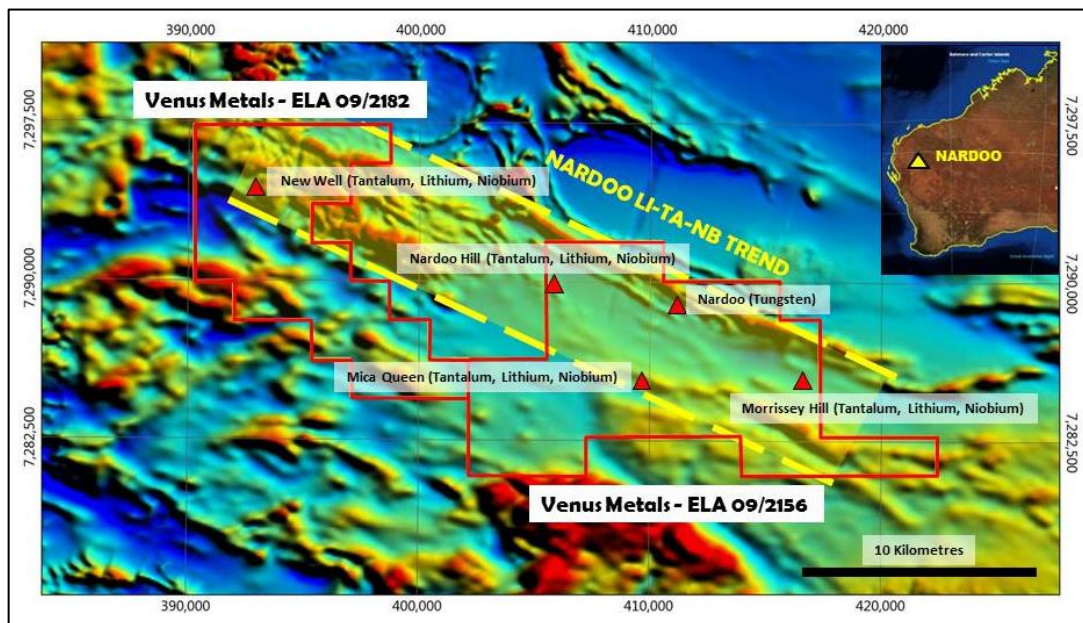 390,000 400,000 410,000 420,000
Venus Metals - ELA 09/2182
7,297,500
7,297,500
NARDOO
New Well (Tantalum, Lithium, Niobium)
NARDOO LI-TA-NB TREND
Nardoo Hill (Tantalum, Lithium, Niobium)
7,290,000
7,290,000
Nardoo (Tungsten)
Mica Queen (Tantalum, Lithium, Niobium)
Morrissey Hill (Tantalum, Lithium, Niobium)
7,282,500
7,282,500
Venus Metals - ELA 09/2156
10 Kilometres
390,000 400,000 410,000 420,000